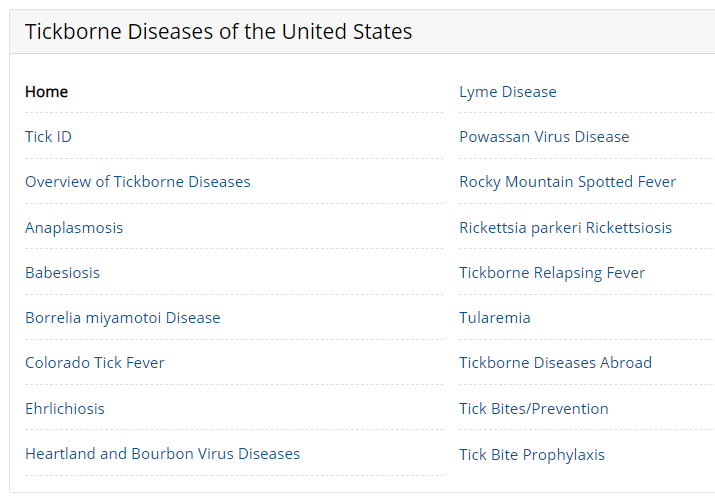 Tickborne Diseases of the United States
Home
Tick ID
Overview of Tickborne Diseases
Anaplasmosis
Babesiosis
Borrelia miyamotoi Disease
Colorado Tick Fever
Ehrlichiosis
Heartland and Bourbon Virus Diseases
Lyme Disease
Powassan Virus Disease
Rocky Mountain Spotted Fever
Rickettsia parkeri Rickettsiosis
Tickborne Relapsing Fever
Tularemia
Tickborne Diseases Abroad
Tick Bites/Prevention
Tick Bite Prophylaxis